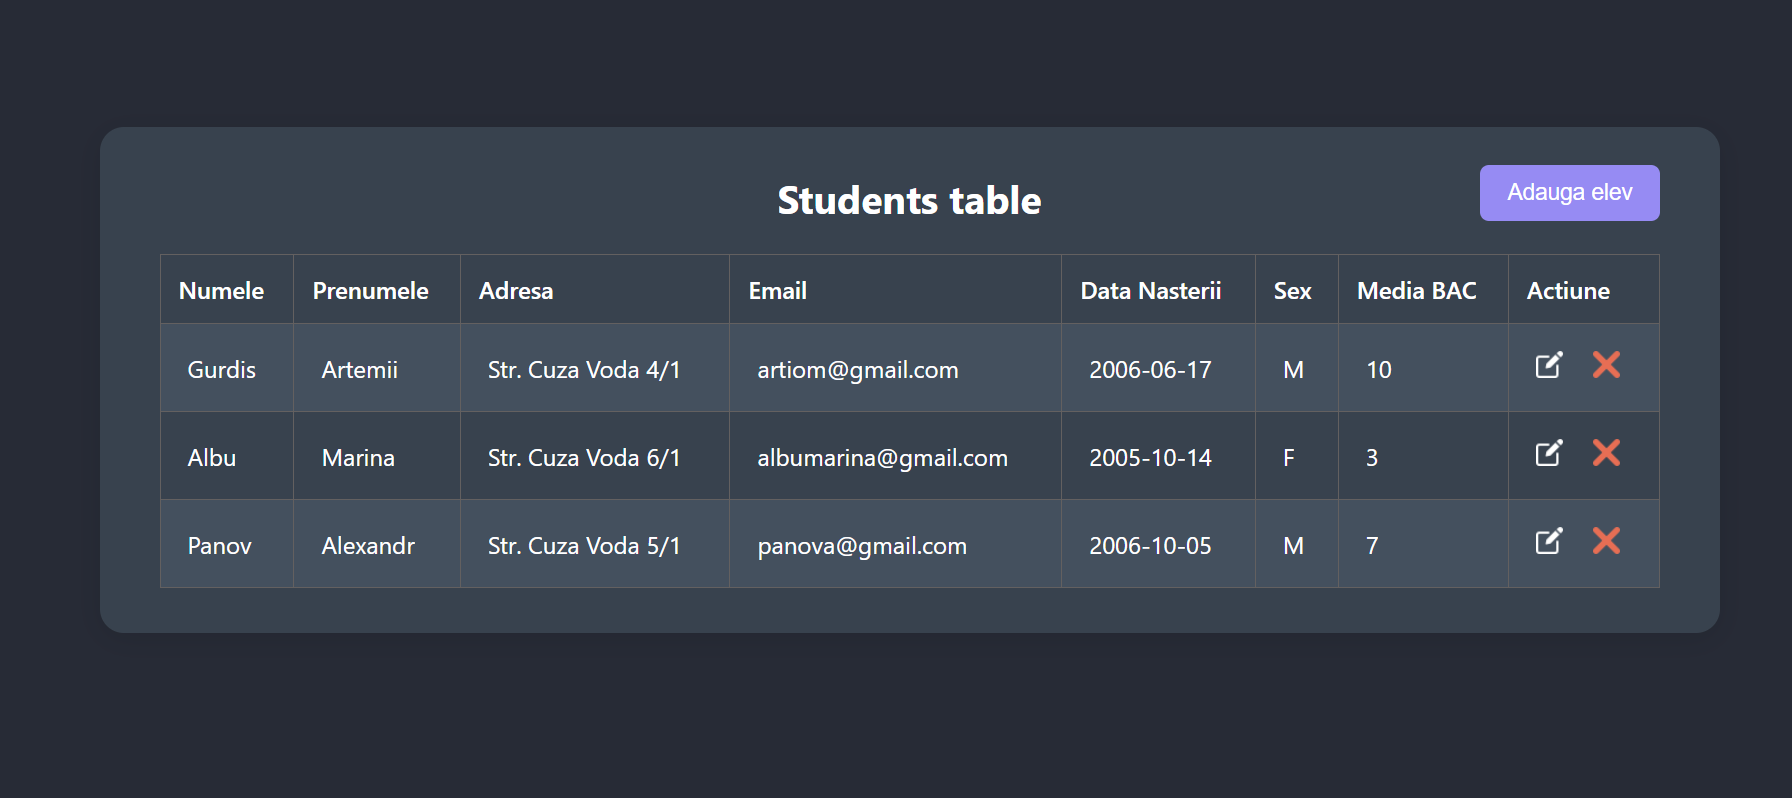 Students table
Adauga elev
Numele Prenumele Adresa Email Data Nasterii Sex Media BAC Actiune
Gurdis Artemii Str. Cuza Voda 4/1 artiom@gmail.com 2006-06-17 M 10
Albu Marina Str. Cuza Voda 6/1 albumarina@gmail.com 2005-10-14 F 3
Panov Alexandr Str. Cuza Voda 5/1 panova@gmail.com 2006-10-05 M 7